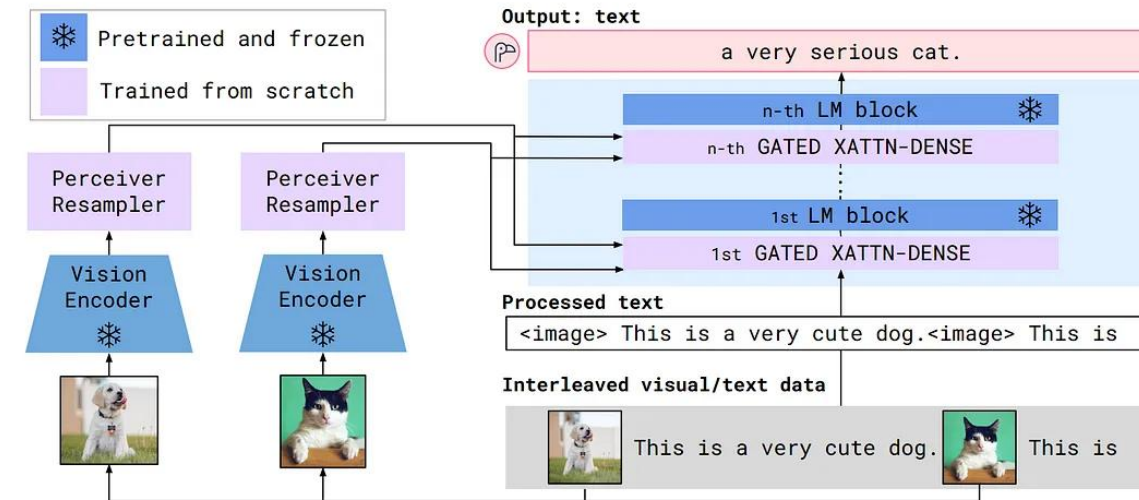 Pretrained and frozen
Trained from scratch
Output: text
a very serious cat.
n-th LM block
n-th GATED XATTN-DENSE
1st LM block
1st GATED XATTN-DENSE
Perceiver
Resampler
Perceiver
Resampler
Vision
Encoder
Vision
Encoder
Processed text
<image> This is a very cute dog.<image> This is
Interleaved visual/text data
This is a very cute dog.
This is